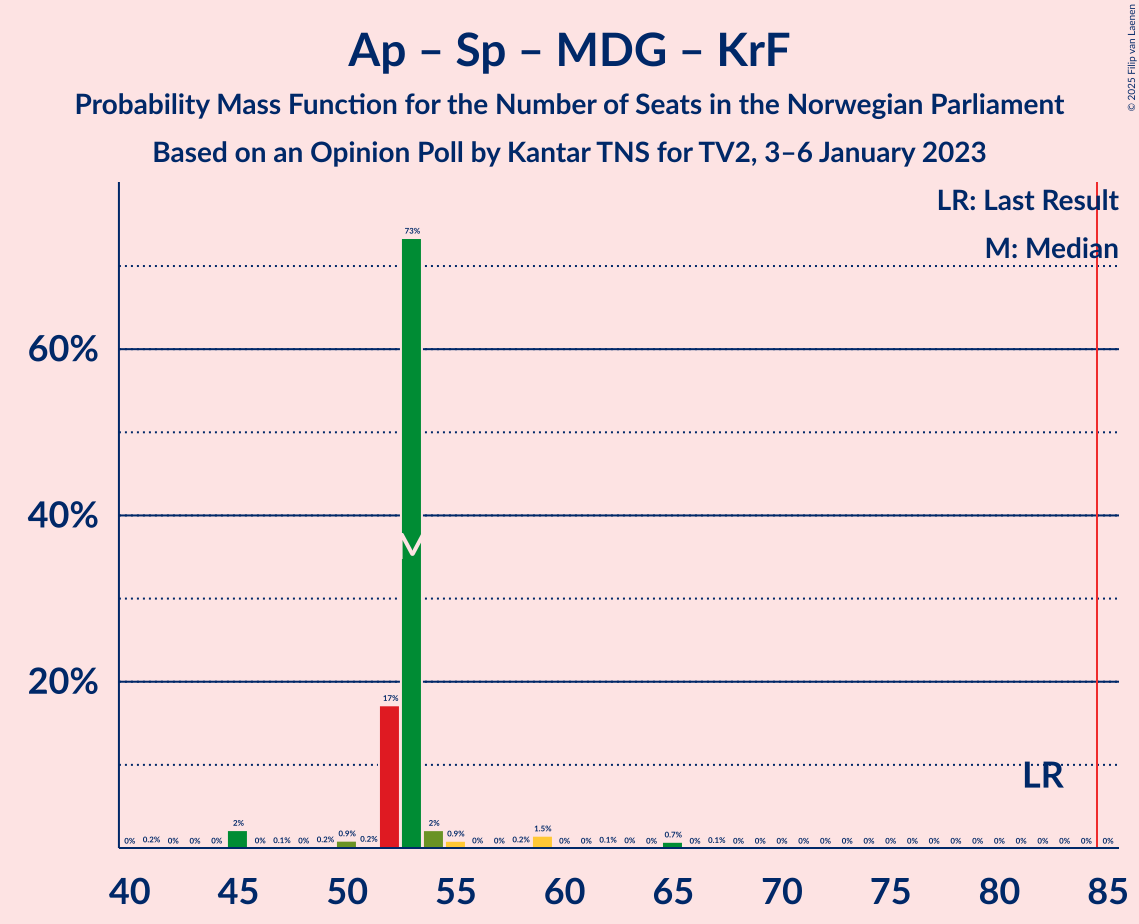 Ap – Sp – MDG – KrF
Probability Mass Function for the Number of Seats in the Norwegian Parliament
Based on an Opinion Poll by Kantar TNS for TV2, 3–6 January 2023
© 2025 Filip van Laenen
LR: Last Result
M: Median
60%
40%
20%
0% 0.2% 0% 0% 0% 2% 0% 0.1% 0% 0.2% 0.9% 0.2% 17% 73% 2% 0.9% 0% 0% 0.2% 1.5% 0% 0% 0.1% 0% 0% 0.7% 0% 0.1% 0% 0% 0% 0% 0% 0% 0% 0% 0% 0% 0% 0% 0% 0% 0% 0% 0% 0%
M
LR
40 45 50 55 60 65 70 75 80 85